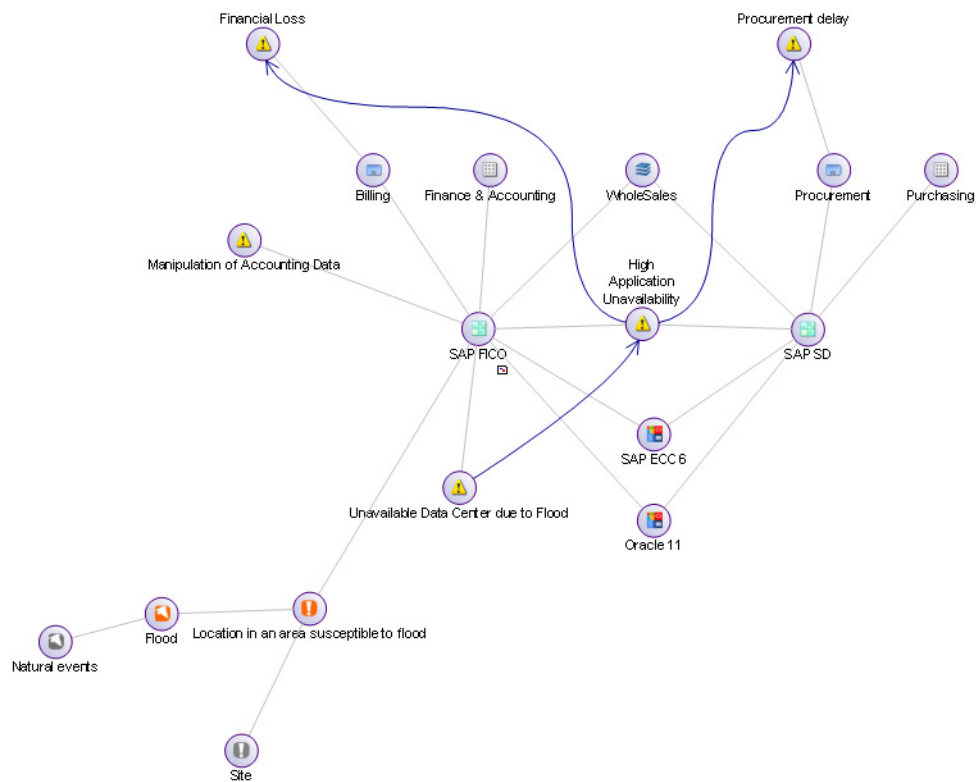 Financial Loss
Procurement delay
Billing
Finance & Accounting
WholeSales
Procurement
Purchasing
Manipulation of Accounting Data
High
Application
Unavailability
SAP FICO
SAP SD
SAP ECC 6
Unavailable Data Center due to Flood
Oracle 11
Flood
Location in an area susceptible to flood
Natural events
Site